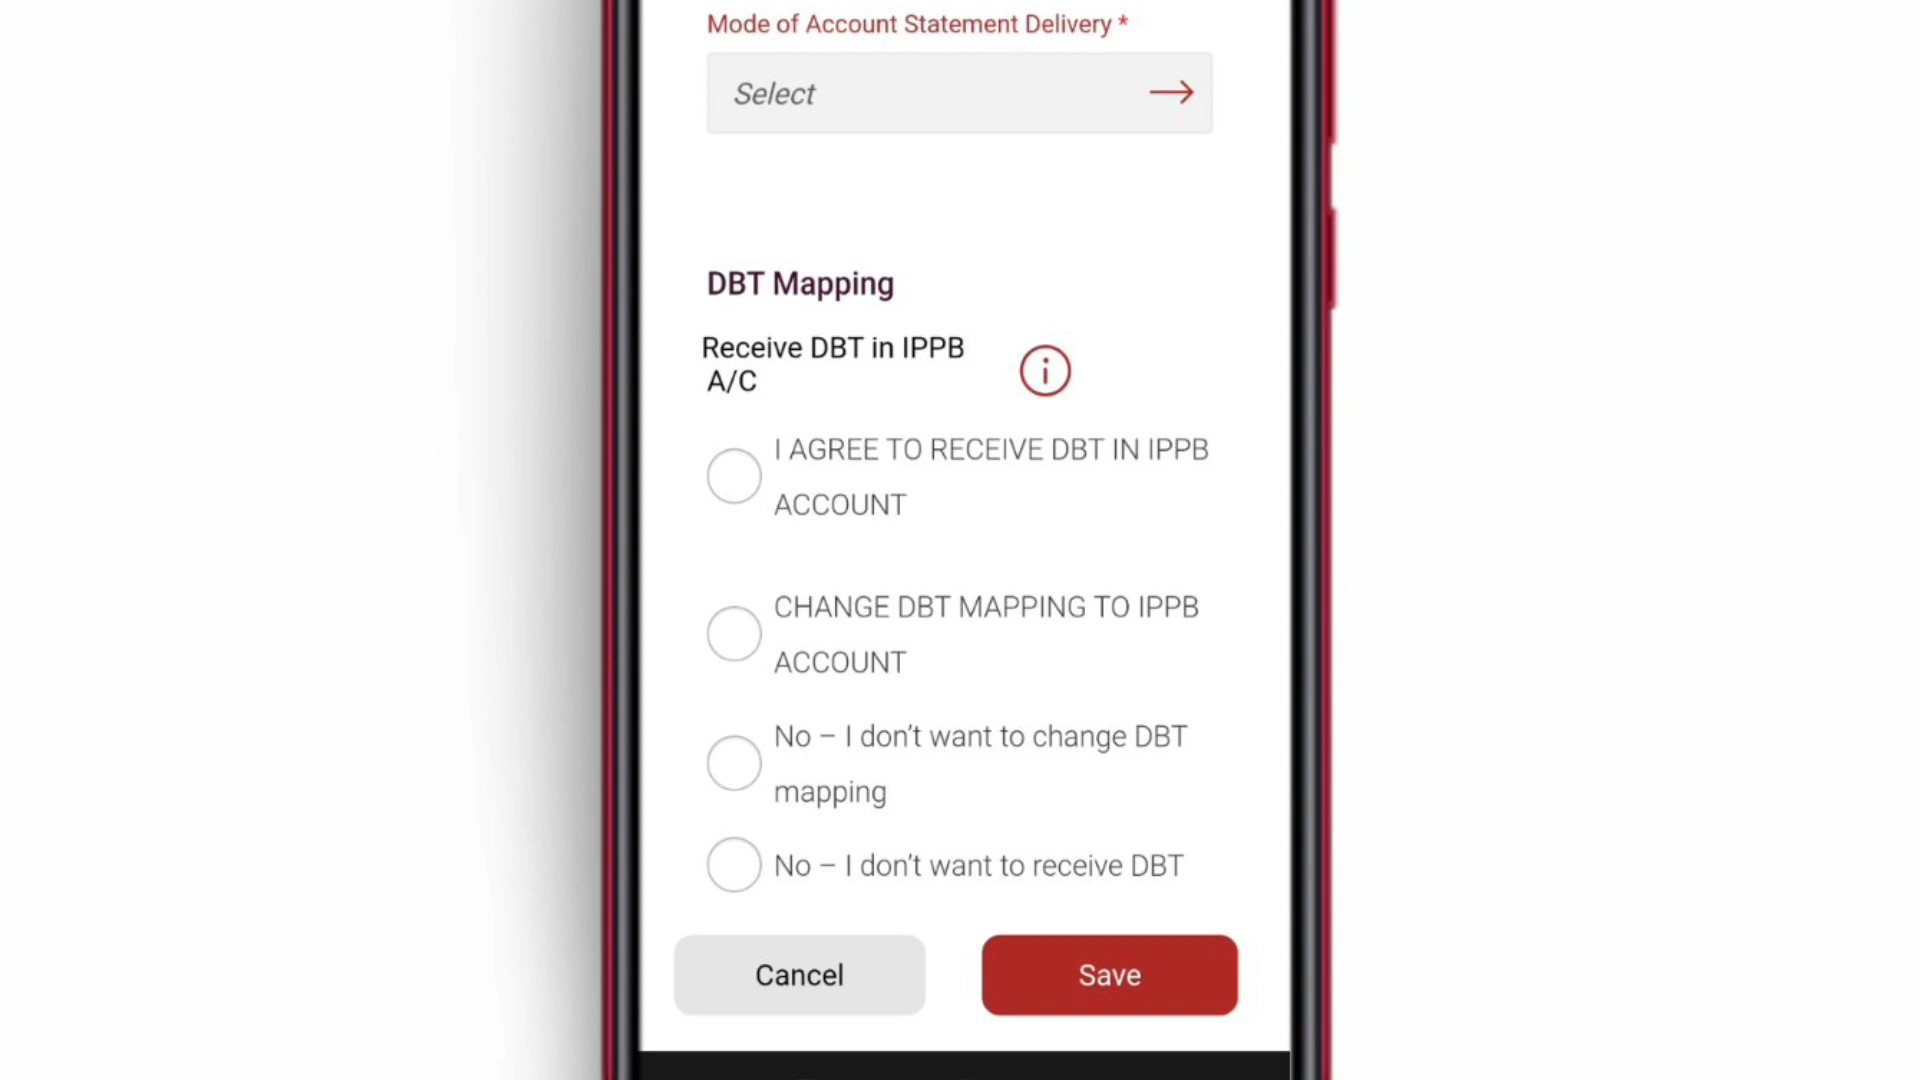 Mode of Account Statement Delivery *
Select
DBT Mapping
Receive DBT in IPPB
A/C
I AGREE TO RECEIVE DBT IN IPPB
ACCOUNT
CHANGE DBT MAPPING TO IPPB
ACCOUNT
No – I don't want to change DBT
mapping
No – I don't want to receive DBT
Cancel
Save